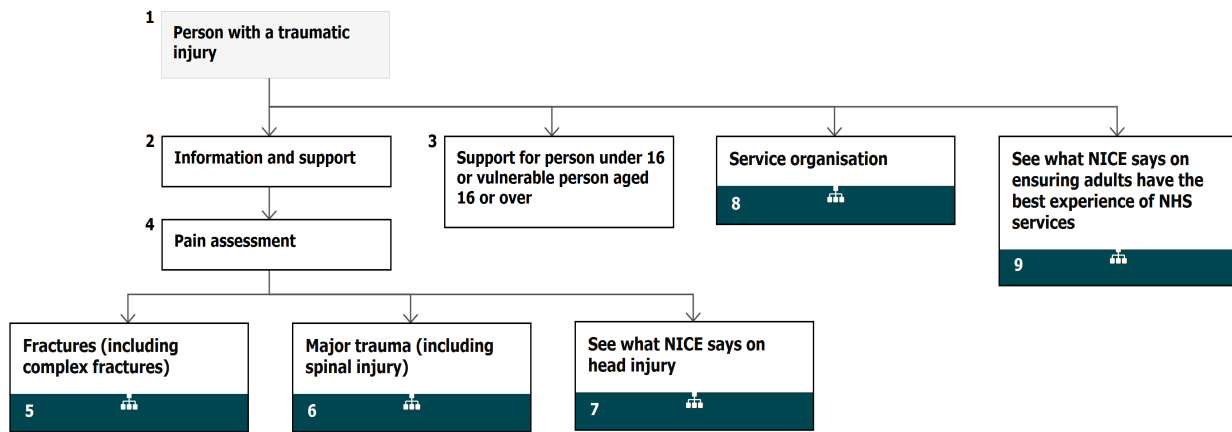 1
Person with a traumatic
injury
2
Information and support
3
Support for person under 16
or vulnerable person aged
16 or over
Service organisation
8
See what NICE says on
ensuring adults have the
best experience of NHS
services
9
4
Pain assessment
Fractures (including
complex fractures)
5
Major trauma (including
spinal injury)
6
See what NICE says on
head injury
7